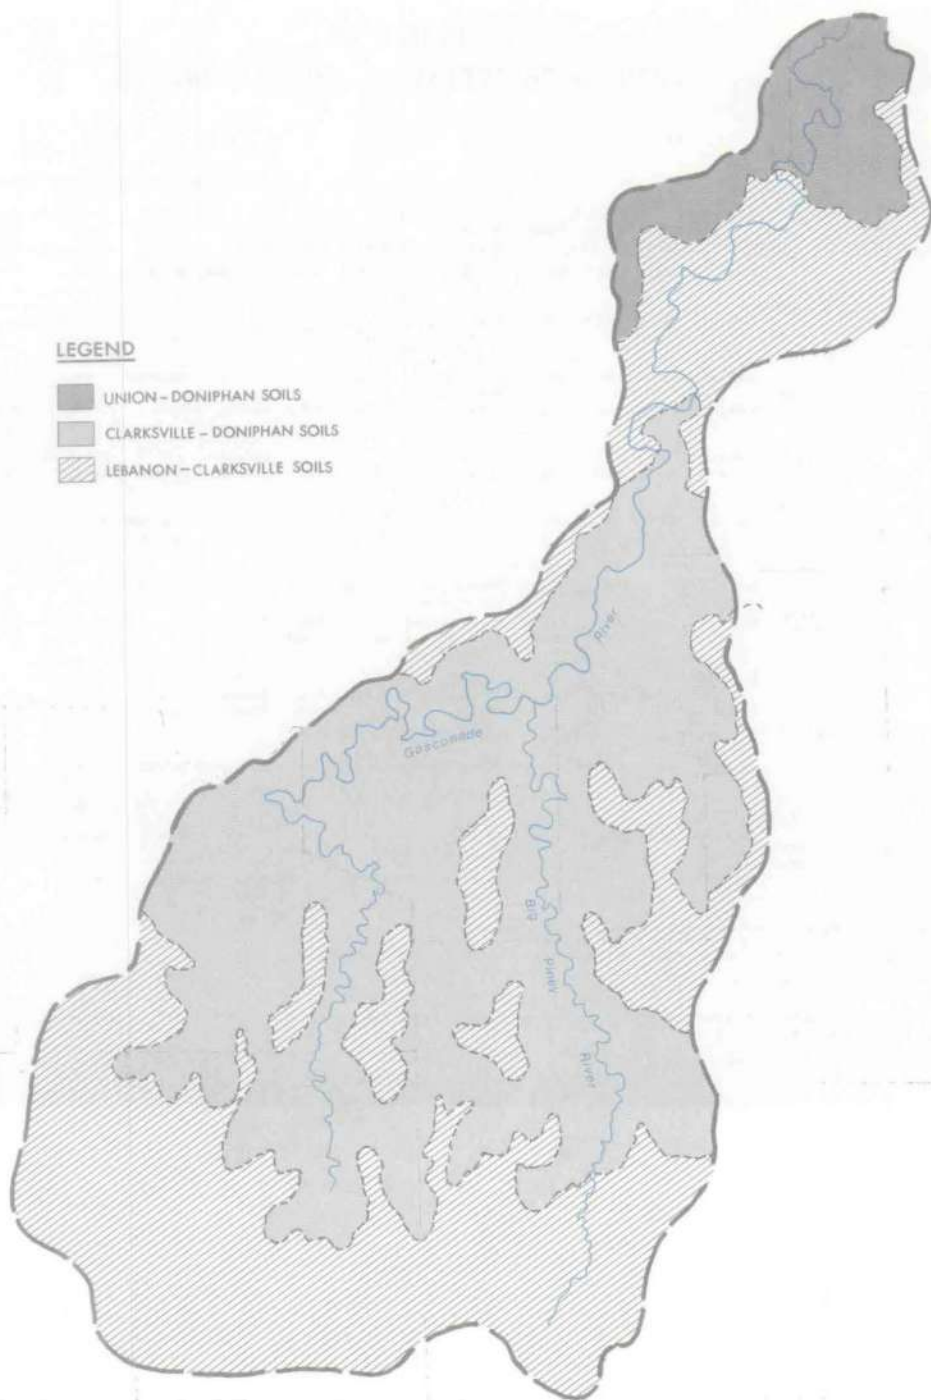 LEGEND
UNION-DONIPHAN SOILS
CLARKSVILLE-DONIPHAN SOILS
LEBANON-CLARKSVILLE SOILS
Gasconade
River
Big
Piney
River